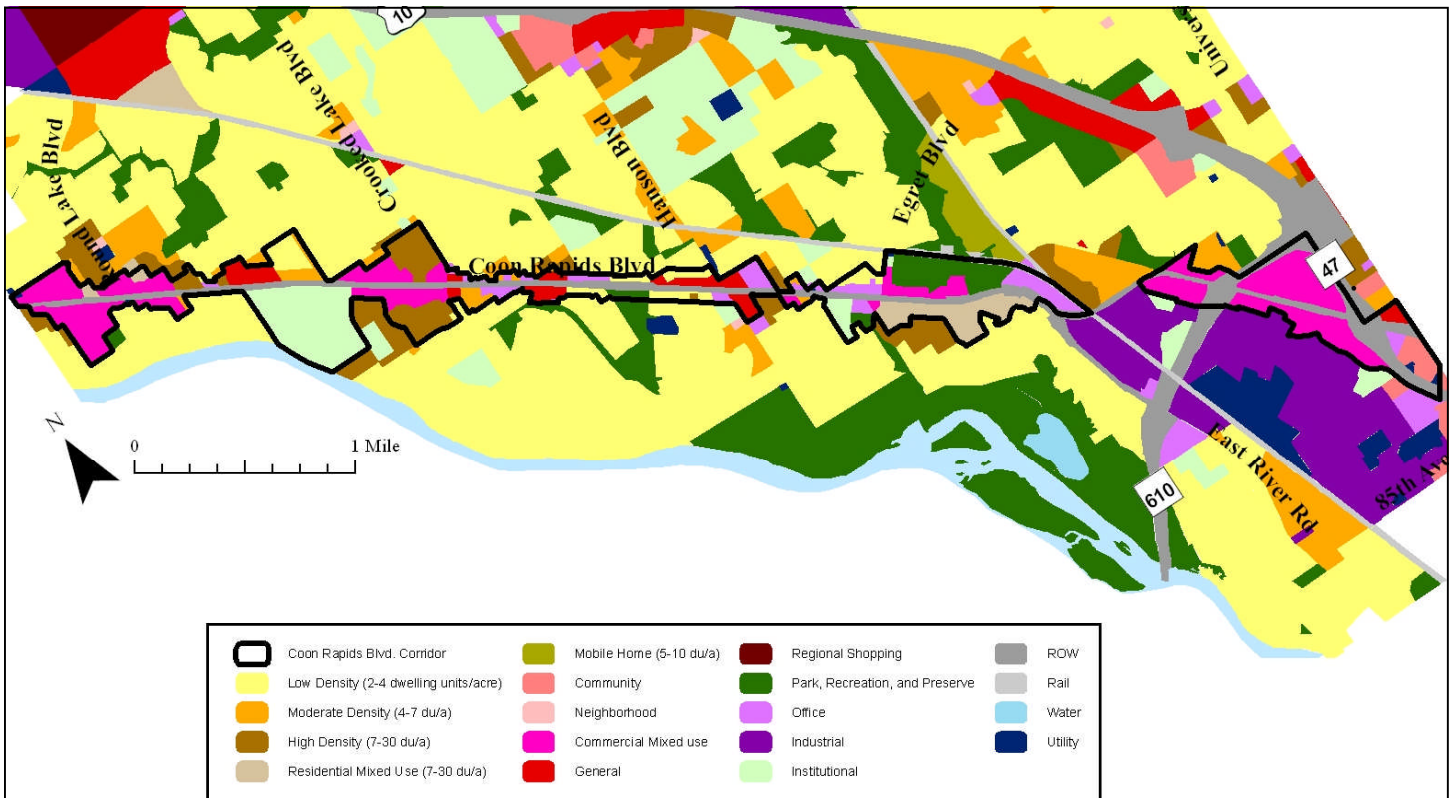 10
Univers
Crooked Lake Blvd
Hanson Blvd
Egret Blvd
Round Lake Blvd
Coon Rapids Blvd
47
N
0
1 Mile
610
East River Rd
85th Ave
Coon Rapids Blvd. Corridor
Low Density (2-4 dwelling units/acre)
Moderate Density (4-7 du/a)
High Density (7-30 du/a)
Residential Mixed Use (7-30 du/a)
Mobile Home (5-10 du/a)
Community
Neighborhood
Commercial Mixed use
General
Regional Shopping
Park, Recreation, and Preserve
Office
Industrial
Institutional
ROW
Rail
Water
Utility